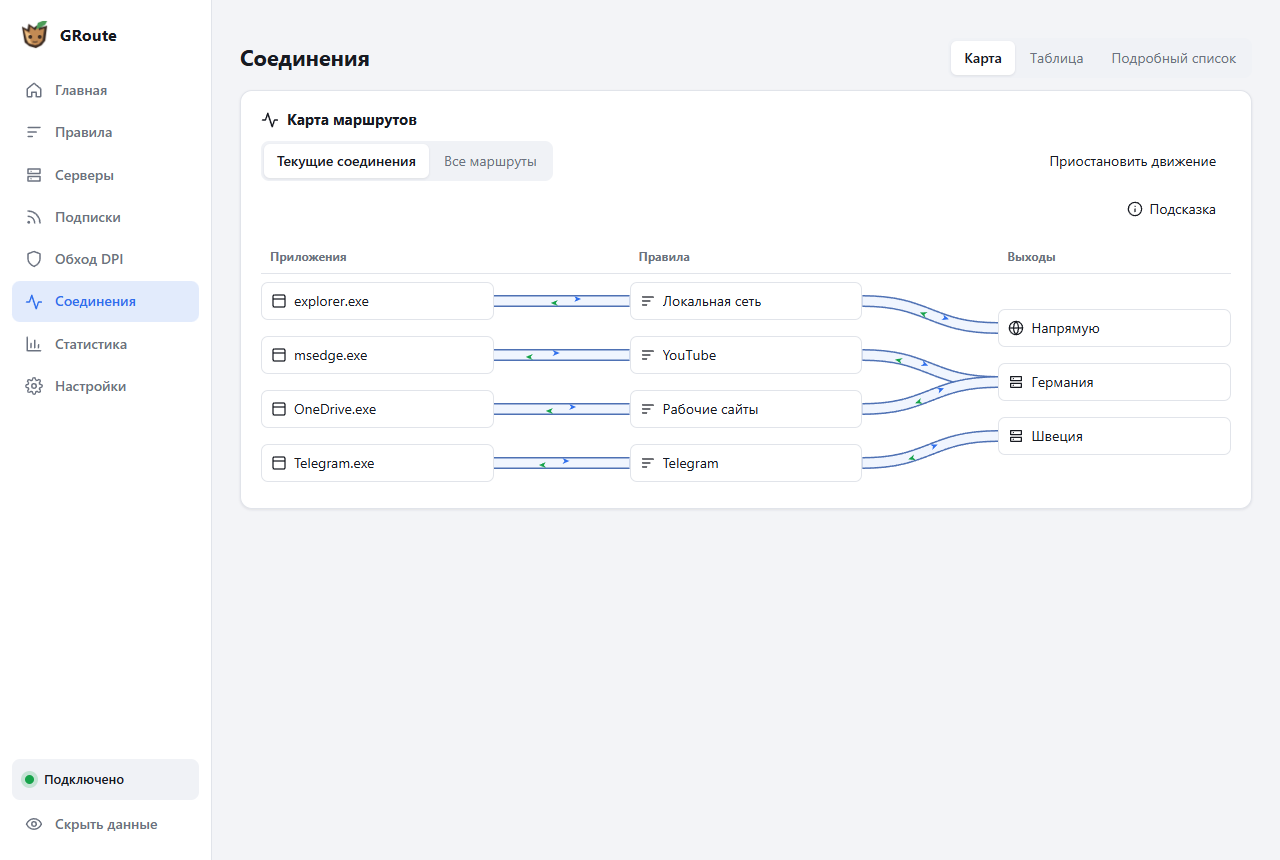 GRoute
Главная
Правила
Серверы
Подписки
Обход DPI
Соединения
Статистика
Настройки
Подключено
Скрыть данные
Соединения
Карта Таблица Подробный список
Карта маршрутов
Текущие соединения Все маршруты Приостановить движение
Подсказка
Приложения Правила Выходы
explorer.exe Локальная сеть
Напрямую
msedge.exe YouTube
Германия
OneDrive.exe Рабочие сайты
Швеция
Telegram.exe Telegram